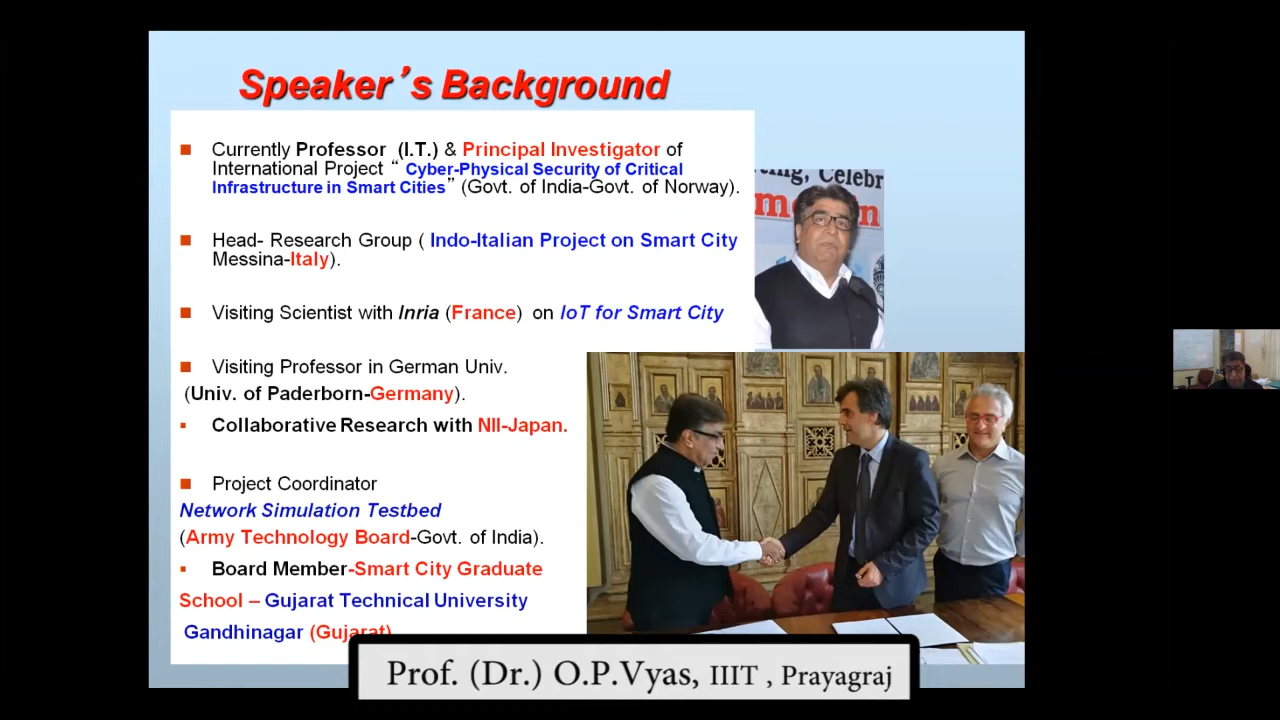 Speaker’s Background
Currently Professor (I.T.) & Principal Investigator of
International Project “ Cyber-Physical Security of Critical
Infrastructure in Smart Cities” (Govt. of India-Govt. of Norway).
Head- Research Group ( Indo-Italian Project on Smart City
Messina-Italy).
Visiting Scientist with Inria (France) on IoT for Smart City
Visiting Professor in German Univ.
(Univ. of Paderborn-Germany).
Collaborative Research with NII-Japan.
Project Coordinator
Network Simulation Testbed
(Army Technology Board-Govt. of India).
Board Member-Smart City Graduate
School – Gujarat Technical University
Gandhinagar (Gujarat)
Celebr
Prof. (Dr.) O.P.Vyas, IIIT , Prayagraj